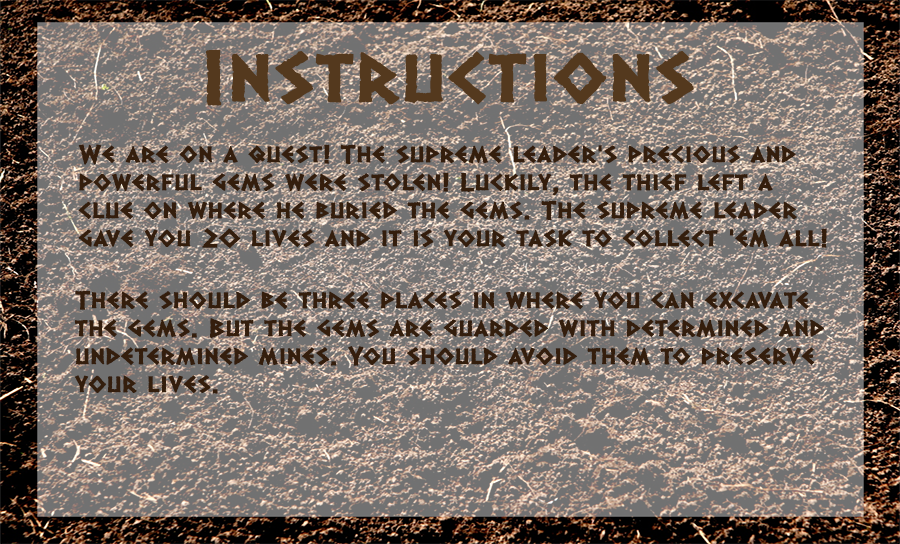 Instructions
We are on a quest! The supreme leader's precious and
powerful gems were stolen! Luckily, the thief left a
clue on where he buried the gems. The supreme leader
gave you 20 lives and it is your task to collect 'em all!
There should be three places in where you can excavate
the gems. But the gems are guarded with determined and
undetermined mines. You should avoid them to preserve
your lives.